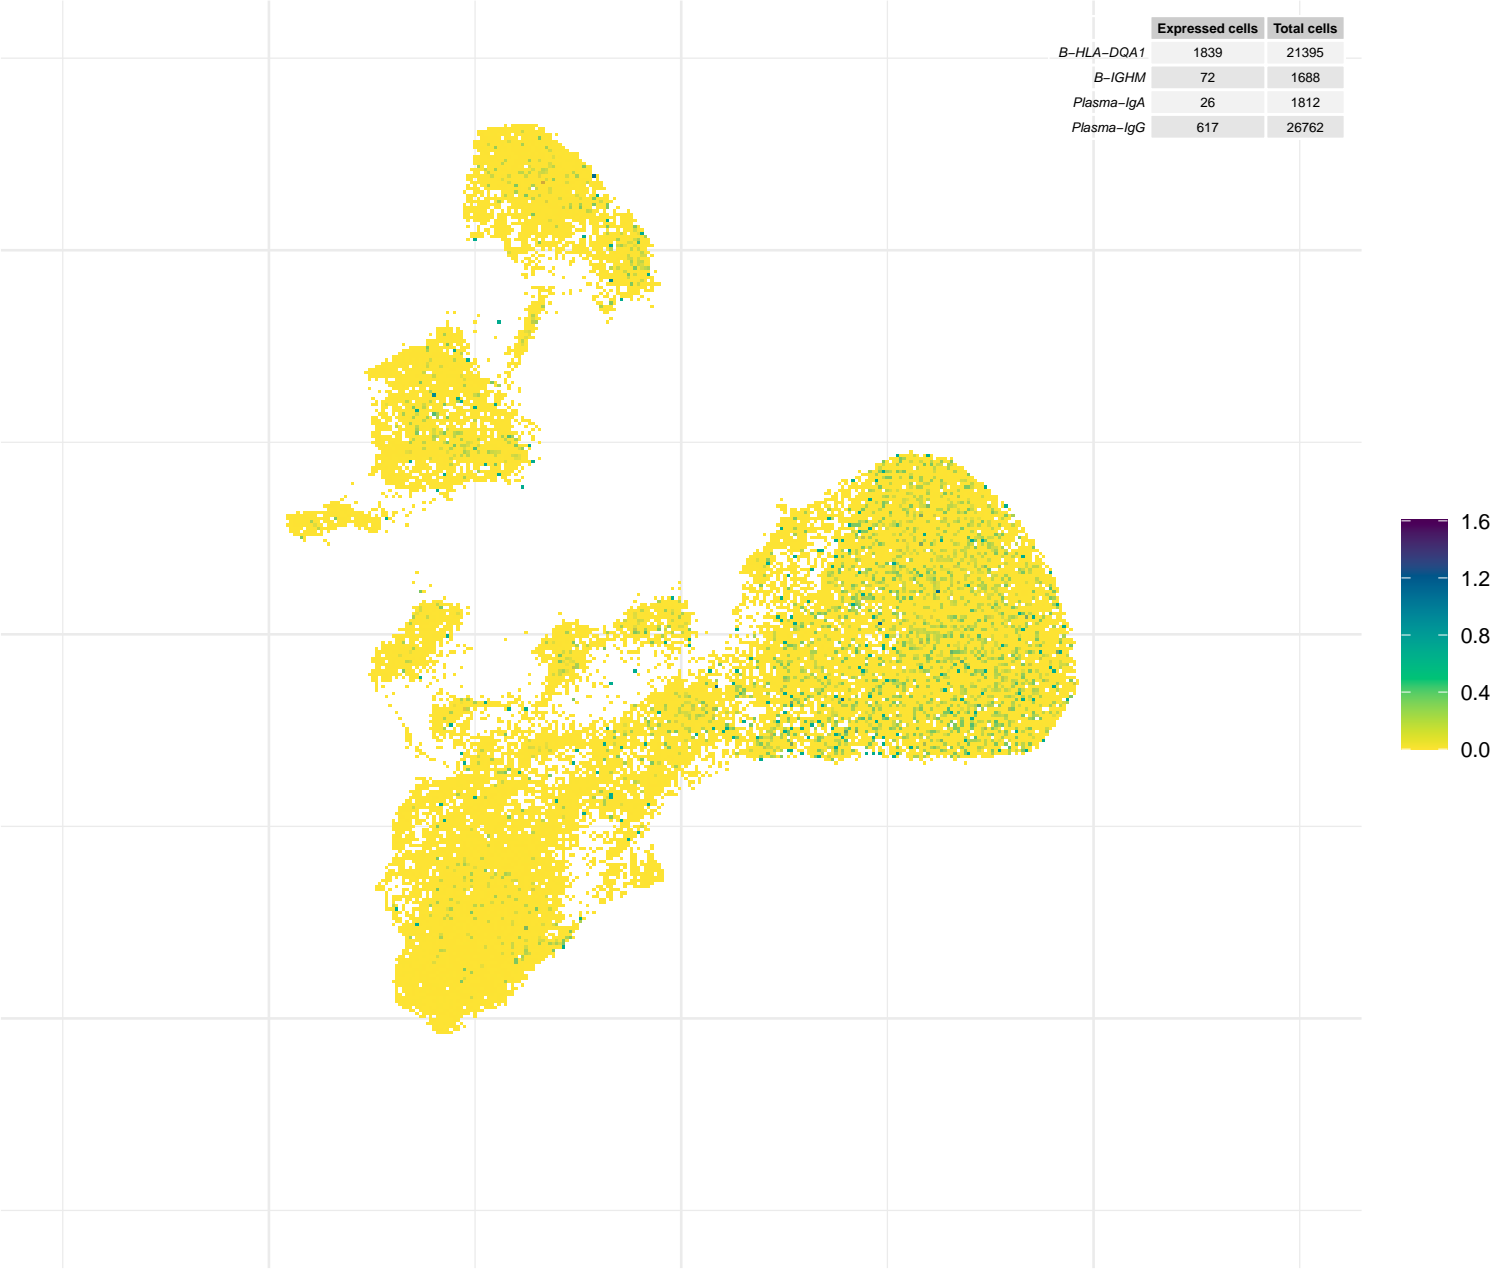 Expressed cells Total cells
B−HLA−DQA1 1839 21395
B−IGHM 72 1688
Plasma−IgA 26 1812
Plasma−IgG 617 26762
1.6
1.2
0.8
0.4
0.0